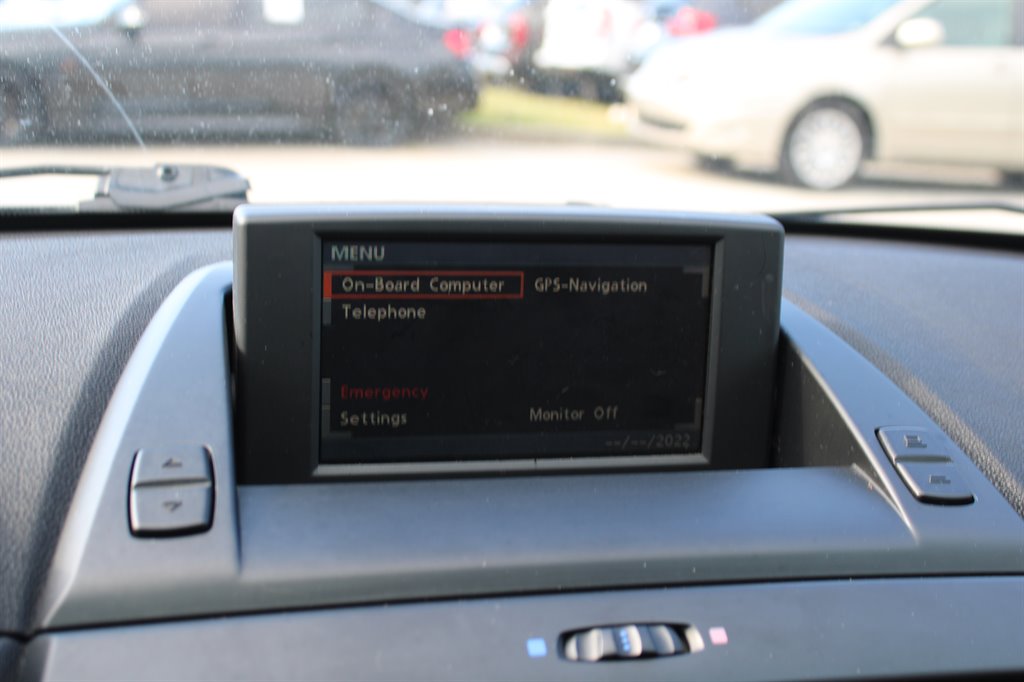 MENU
On-Board Computer GPS-Navigation
Telephone
Emergency
Settings Monitor Off
--/--/2022